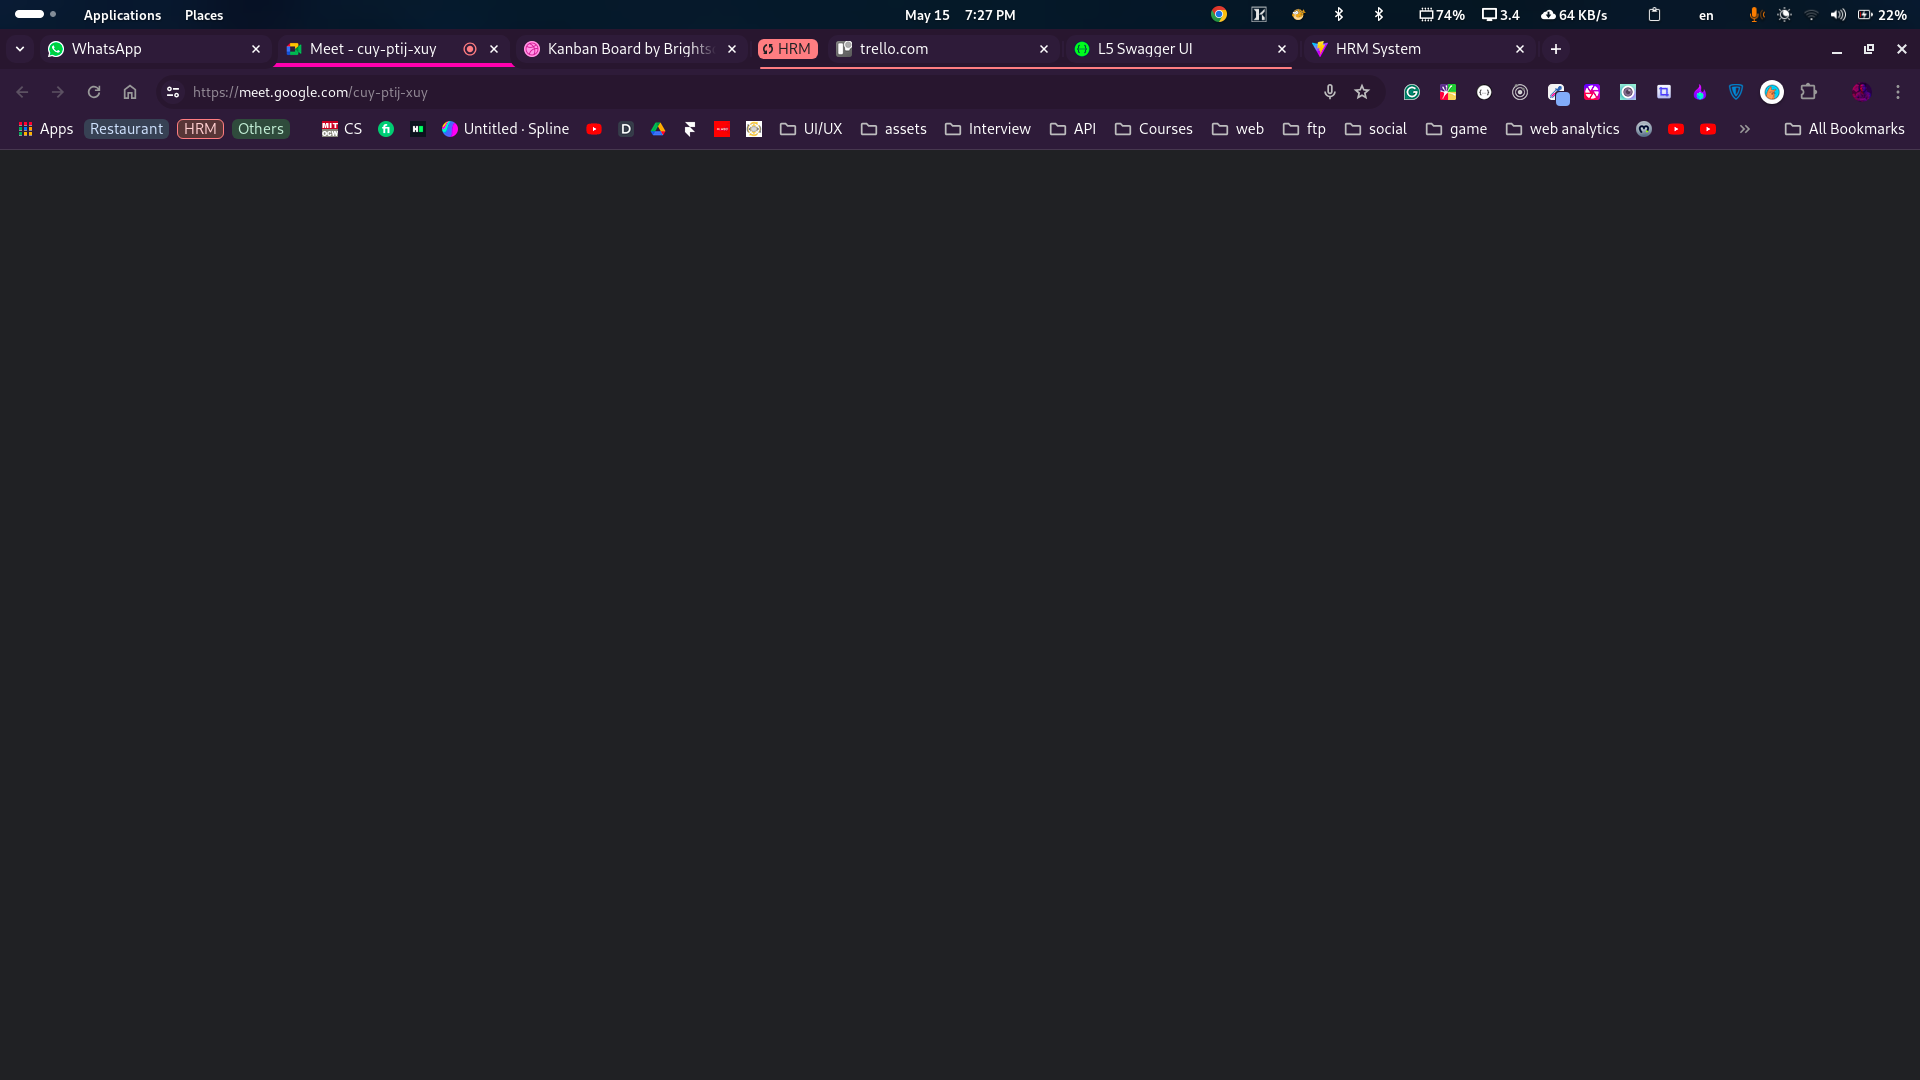 Applications Places May 15 7:27 PM 74% 3.4 64 KB/s en 22%
WhatsApp Meet - cuy-ptij-xuy Kanban Board by Brights HRM trello.com L5 Swagger UI HRM System
https://meet.google.com/cuy-ptij-xuy
Apps Restaurant HRM Others MIT OCW CS fi H D Untitled · Spline UI/UX assets Interview API Courses web ftp social game web analytics All Bookmarks